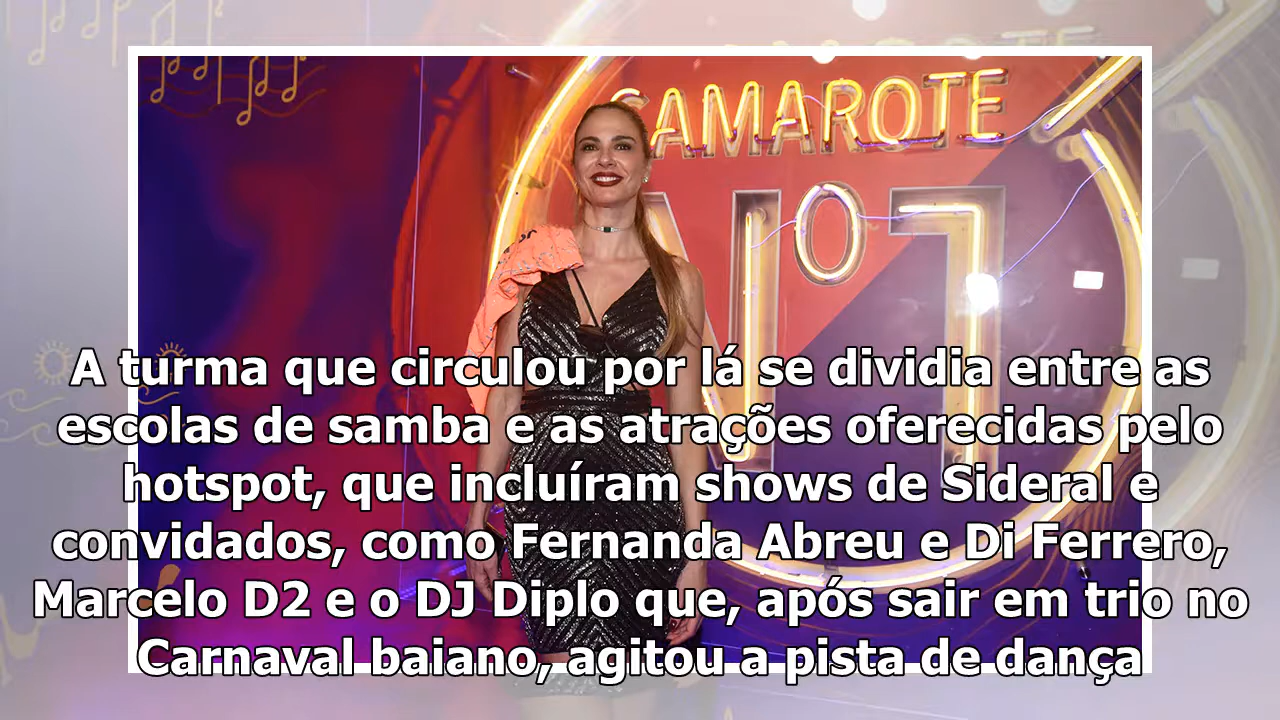 CAMAROTE
Nº1
A turma que circulou por lá se dividia entre as
escolas de samba e as atrações oferecidas pelo
hotspot, que incluíram shows de Sideral e
convidados, como Fernanda Abreu e Di Ferrero,
Marcelo D2 e o DJ Diplo que, após sair em trio no
Carnaval baiano, agitou a pista de dança